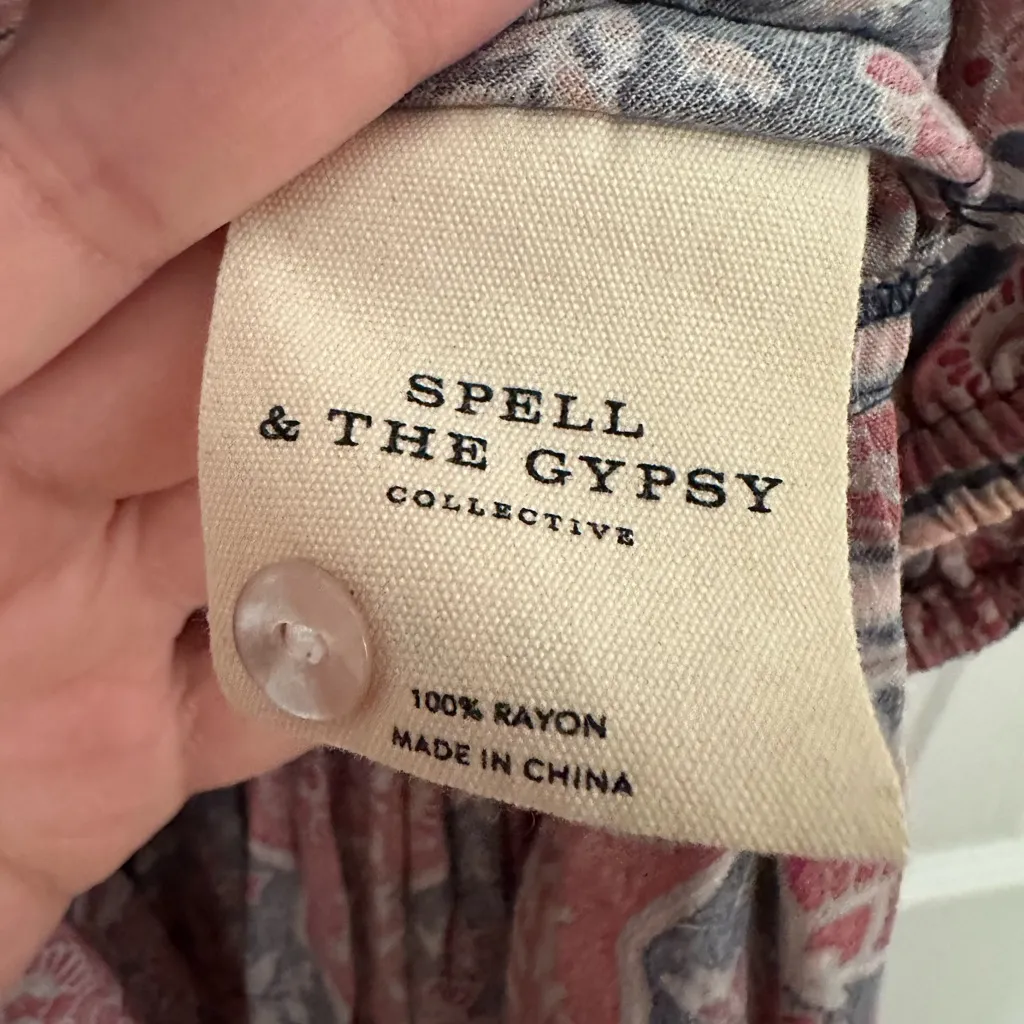 SPELL
& THE GYPSY
COLLECTIVE
100% RAYON
MADE IN CHINA